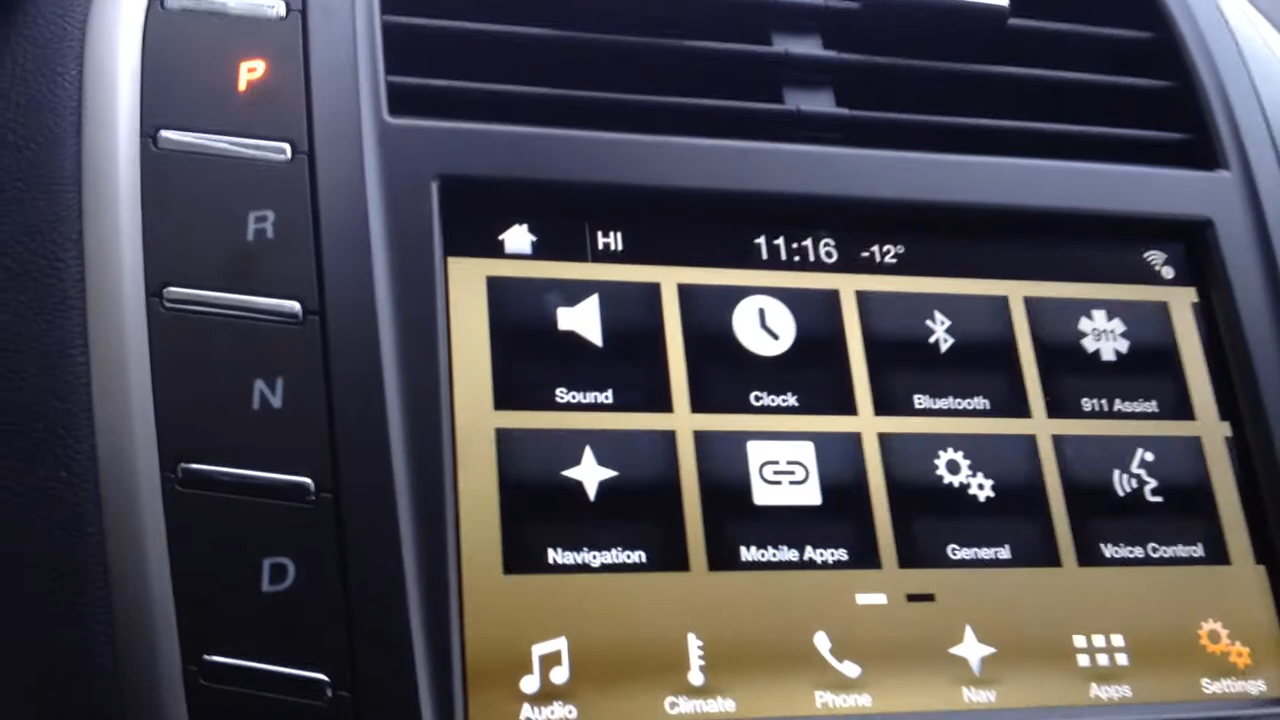 P
R
N
D
HI 11:16 -12°
Sound Clock Bluetooth 911 911 Assist
Navigation Mobile Apps General Voice Control
Audio Climate Phone Nav Apps Settings